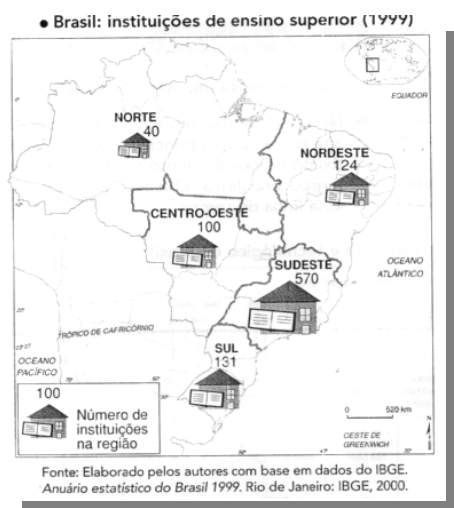 • Brasil: instituições de ensino superior (1999)
EQUADOR
0°
NORTE
40
NORDESTE
124
CENTRO-OESTE
100
SUDESTE
570
OCEANO
ATLÂNTICO
20°
TRÓPICO DE CAPRICÓRNIO
OCEANO
PACÍFICO
SUL
131
100
Número de
instituições
na região
0 520 km
OESTE DE
GREENWICH
Fonte: Elaborado pelos autores com base em dados do IBGE.
Anuário estatístico do Brasil 1999. Rio de Janeiro: IBGE, 2000.